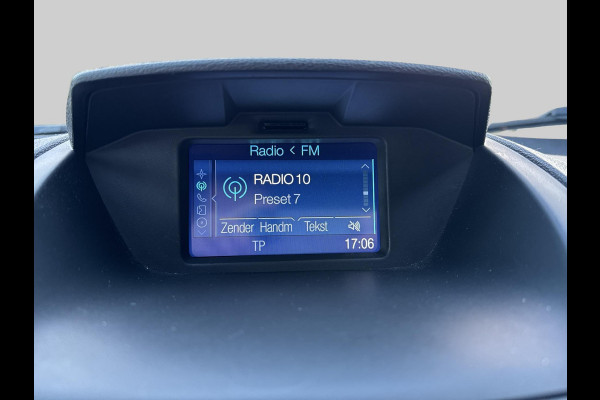 Radio < FM
RADIO 10
Preset 7
Zender Handm Tekst
TP 17:06